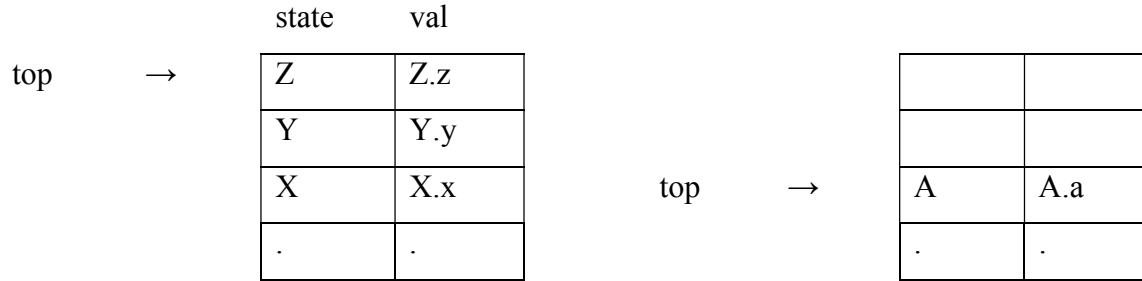 state val
top → Z Z.z
Y Y.y
X X.x top → A A.a
. . . .